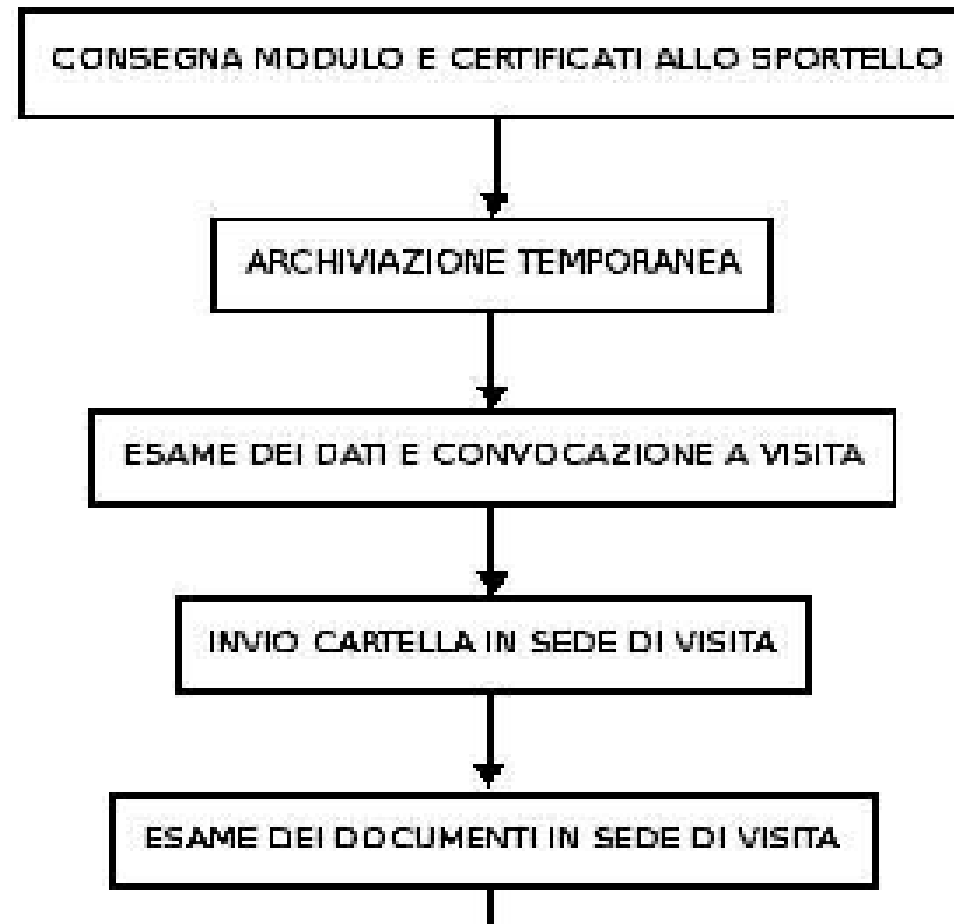 CONSEGNA MODULO E CERTIFICATI ALLO SPORTELLO
ARCHIVIAZIONE TEMPORANEA
ESAME DEI DATI E CONVOCAZIONE A VISITA
INVIO CARTELLA IN SEDE DI VISITA
ESAME DEI DOCUMENTI IN SEDE DI VISITA